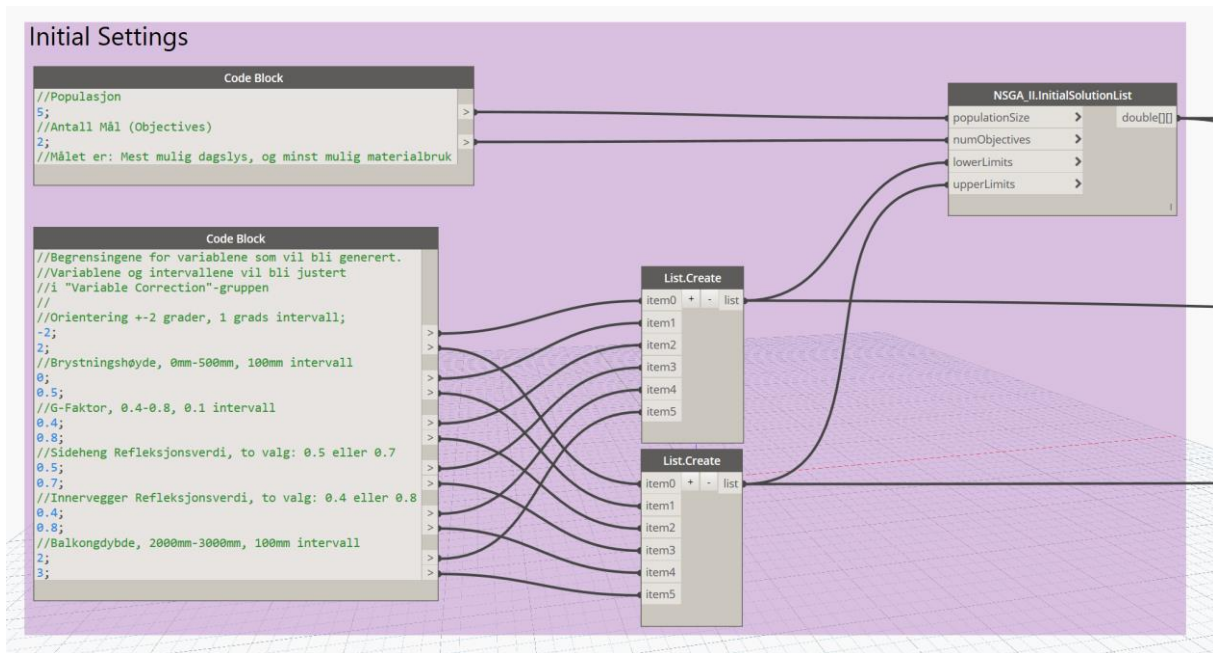 Initial Settings
Code Block
//Populasjon
5;
>
//Antall Mål (Objectives)
2;
>
//Målet er: Mest mulig dagslys, og minst mulig materialbruk
NSGA_II.InitialSolutionList
populationSize > double[][]
numObjectives >
lowerLimits >
upperLimits >
l
Code Block
//Begrensingene for variablene som vil bli generert.
//Variablene og intervallene vil bli justert
//i "Variable Correction"-gruppen
//
//Orientering +-2 grader, 1 grads intervall;
-2; >
2; >
//Brystningshøyde, 0mm-500mm, 100mm intervall
0; >
0.5; >
//G-Faktor, 0.4-0.8, 0.1 intervall
0.4; >
0.8; >
//Sideheng Refleksjonsverdi, to valg: 0.5 eller 0.7
0.5; >
0.7; >
//Innervegger Refleksjonsverdi, to valg: 0.4 eller 0.8
0.4; >
0.8; >
//Balkongdybde, 2000mm-3000mm, 100mm intervall
2; >
3; >
List.Create
item0 + - list
item1
item2
item3
item4
item5
List.Create
item0 + - list
item1
item2
item3
item4
item5